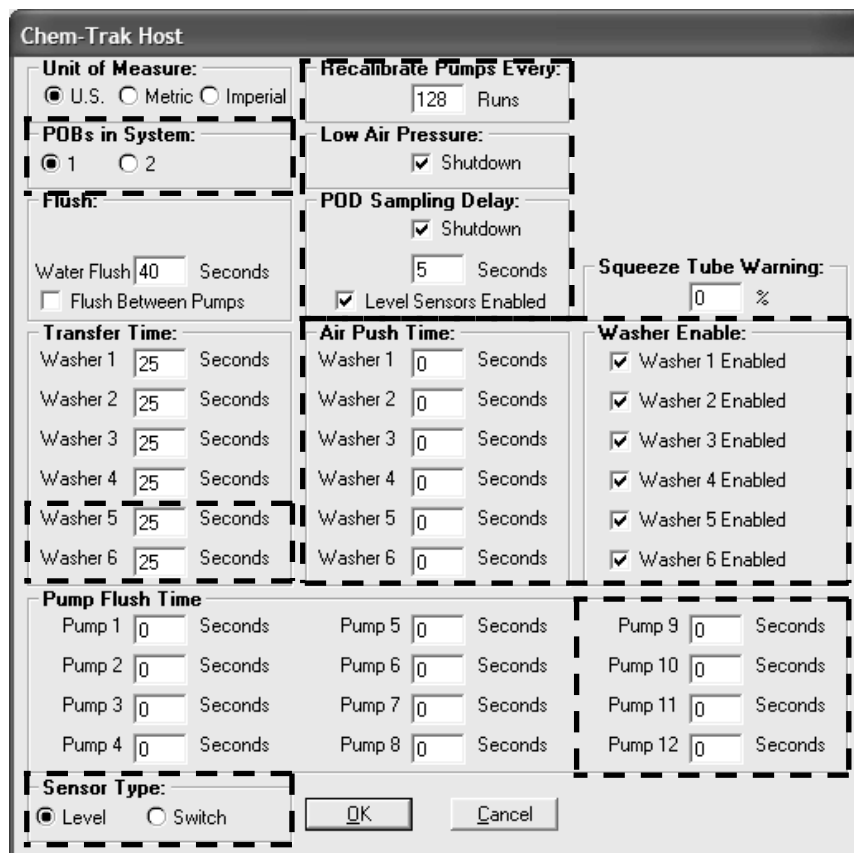 Chem-Trak Host
Unit of Measure:
U.S. Metric Imperial
Recalibrate Pumps Every:
128 Runs
POBs in System:
1 2
Low Air Pressure:
Shutdown
Flush:
Water Flush 40 Seconds
Flush Between Pumps
POD Sampling Delay:
Shutdown
5 Seconds
Level Sensors Enabled
Squeeze Tube Warning:
0 %
Transfer Time:
Washer 1 25 Seconds
Washer 2 25 Seconds
Washer 3 25 Seconds
Washer 4 25 Seconds
Washer 5 25 Seconds
Washer 6 25 Seconds
Air Push Time:
Washer 1 0 Seconds
Washer 2 0 Seconds
Washer 3 0 Seconds
Washer 4 0 Seconds
Washer 5 0 Seconds
Washer 6 0 Seconds
Washer Enable:
Washer 1 Enabled
Washer 2 Enabled
Washer 3 Enabled
Washer 4 Enabled
Washer 5 Enabled
Washer 6 Enabled
Pump Flush Time
Pump 1 0 Seconds
Pump 2 0 Seconds
Pump 3 0 Seconds
Pump 4 0 Seconds
Pump 5 0 Seconds
Pump 6 0 Seconds
Pump 7 0 Seconds
Pump 8 0 Seconds
Pump 9 0 Seconds
Pump 10 0 Seconds
Pump 11 0 Seconds
Pump 12 0 Seconds
Sensor Type:
Level Switch
OK Cancel